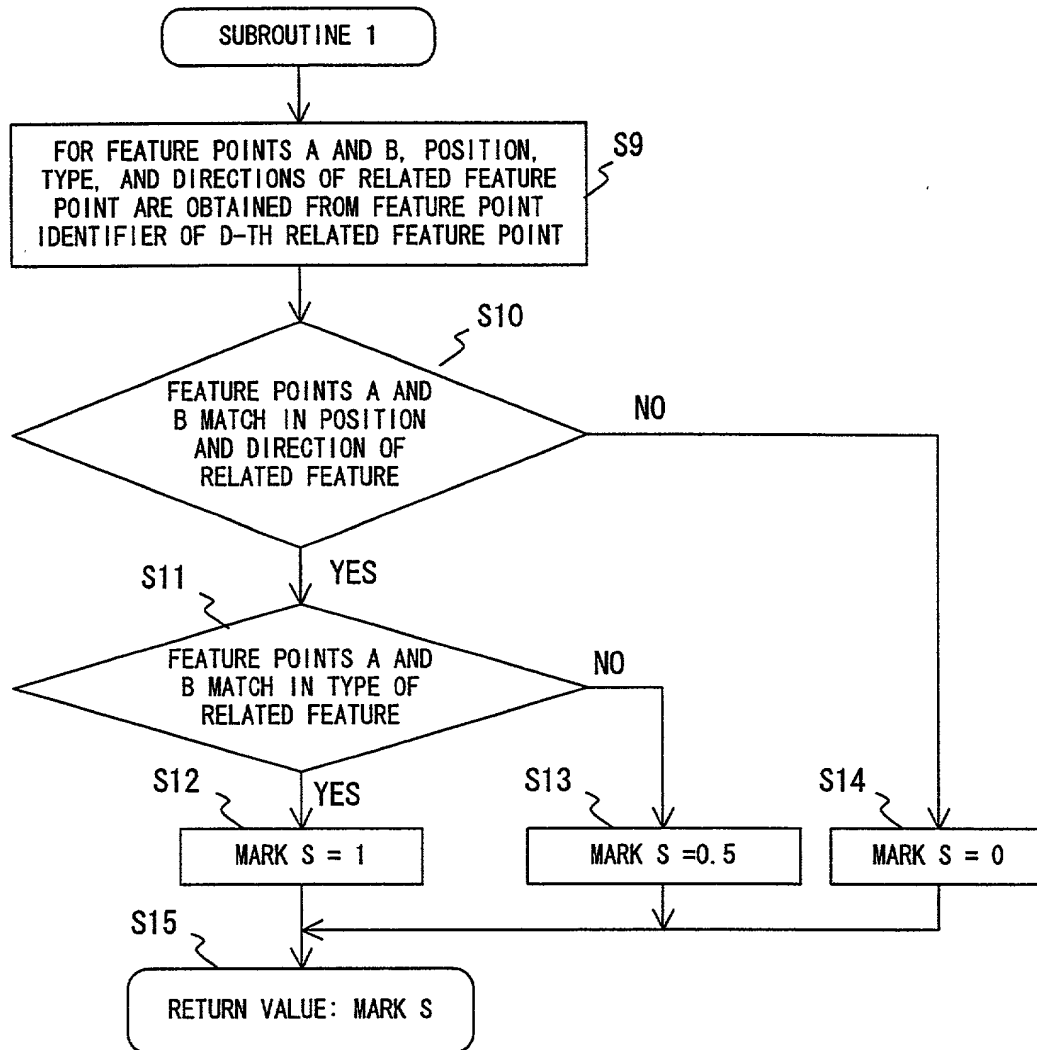 SUBROUTINE 1
FOR FEATURE POINTS A AND B, POSITION,
TYPE, AND DIRECTIONS OF RELATED FEATURE
POINT ARE OBTAINED FROM FEATURE POINT
IDENTIFIER OF D-TH RELATED FEATURE POINT
S9
S10
FEATURE POINTS A AND
B MATCH IN POSITION
AND DIRECTION OF
RELATED FEATURE
NO
YES
S11
FEATURE POINTS A AND
B MATCH IN TYPE OF
RELATED FEATURE
NO
YES
S12
MARK S = 1
S13
MARK S =0.5
S14
MARK S = 0
S15
RETURN VALUE: MARK S